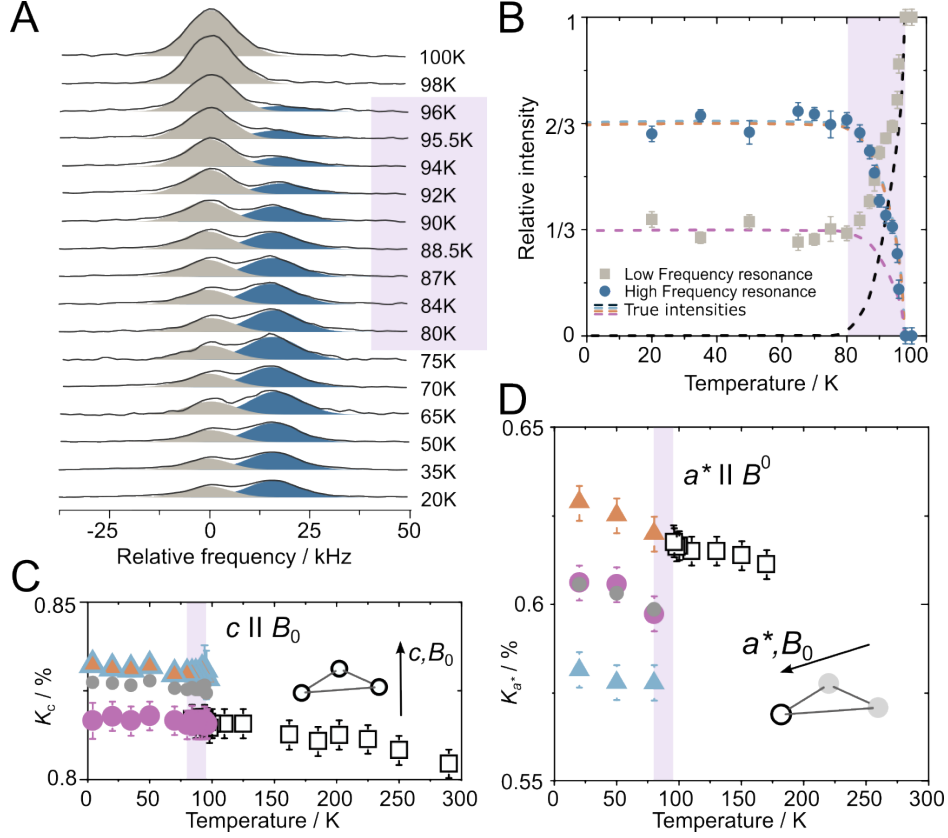 A
100K
98K
96K
95.5K
94K
92K
90K
88.5K
87K
84K
80K
75K
70K
65K
50K
35K
20K
-25 0 25 50
Relative frequency / kHz
B
1
2/3
1/3
0
Relative intensity
Low Frequency resonance
High Frequency resonance
True intensities
0 20 40 60 80 100
Temperature / K
C
0.85
0.8
K_c / %
c II B_0
c,B_0
0 50 100 150 200 250 300
Temperature / K
D
0.65
0.6
0.55
K_a* / %
a* II B^0
a*,B_0
0 50 100 150 200 250 300
Temperature / K